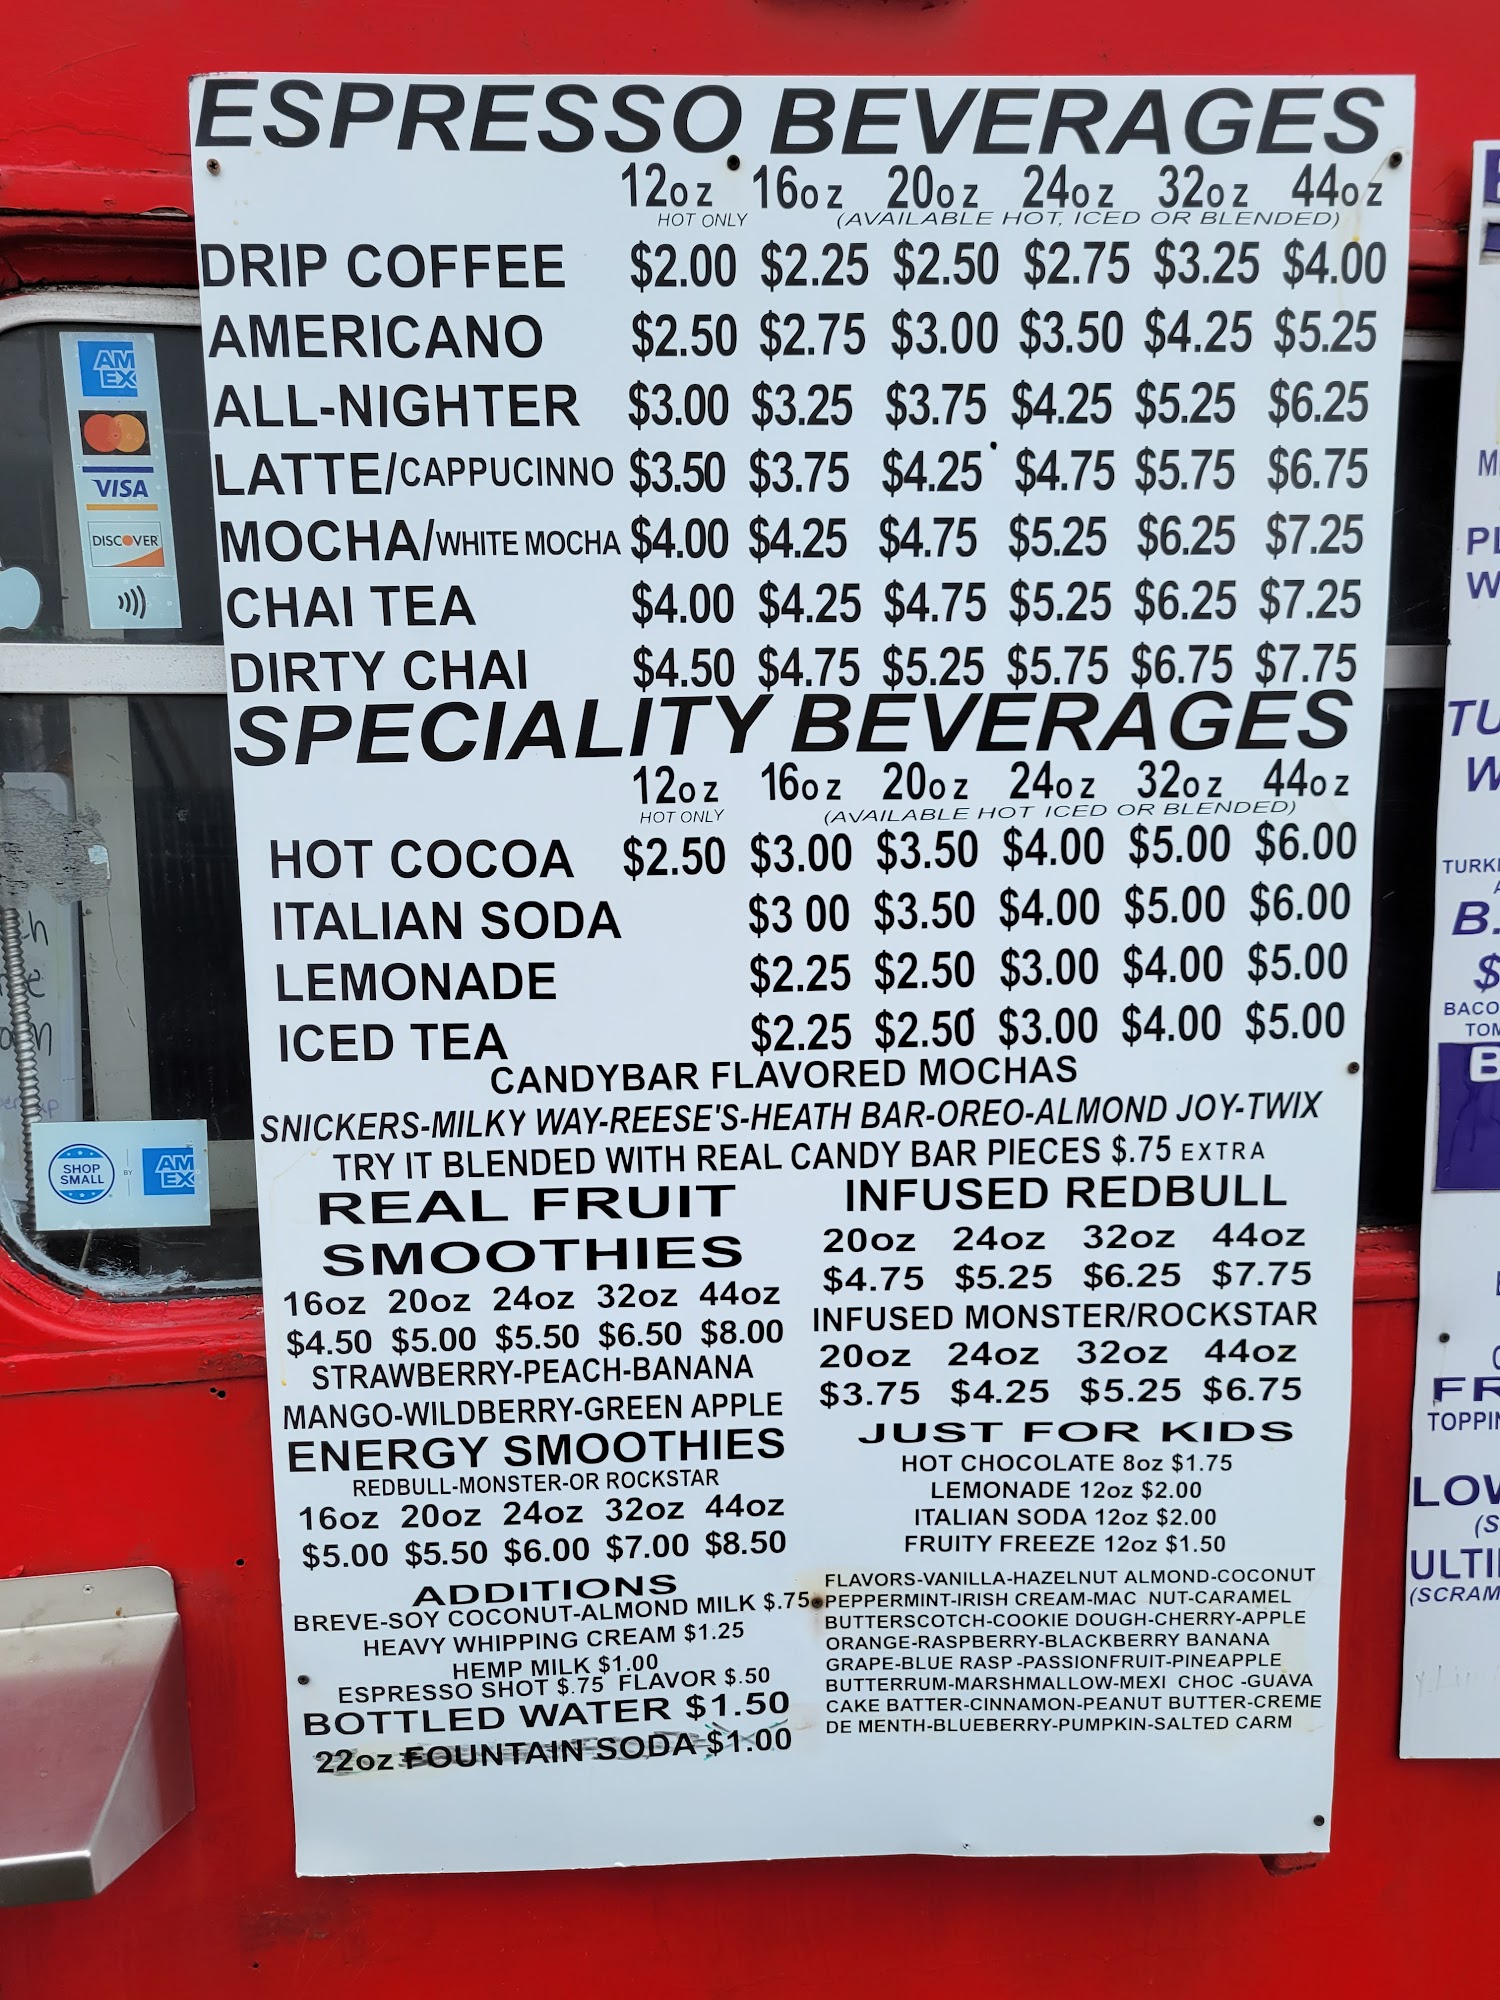 ESPRESSO BEVERAGES
12oz 16oz 20oz 24oz 32oz 44oz
HOT ONLY (AVAILABLE HOT, ICED OR BLENDED)
DRIP COFFEE $2.00 $2.25 $2.50 $2.75 $3.25 $4.00
AMERICANO $2.50 $2.75 $3.00 $3.50 $4.25 $5.25
ALL-NIGHTER $3.00 $3.25 $3.75 $4.25 $5.25 $6.25
LATTE/CAPPUCINNO $3.50 $3.75 $4.25 $4.75 $5.75 $6.75
MOCHA/WHITE MOCHA $4.00 $4.25 $4.75 $5.25 $6.25 $7.25
CHAI TEA $4.00 $4.25 $4.75 $5.25 $6.25 $7.25
DIRTY CHAI $4.50 $4.75 $5.25 $5.75 $6.75 $7.75
SPECIALITY BEVERAGES
12oz 16oz 20oz 24oz 32oz 44oz
HOT ONLY (AVAILABLE HOT ICED OR BLENDED)
HOT COCOA $2.50 $3.00 $3.50 $4.00 $5.00 $6.00
ITALIAN SODA $3 00 $3.50 $4.00 $5.00 $6.00
LEMONADE $2.25 $2.50 $3.00 $4.00 $5.00
ICED TEA $2.25 $2.50 $3.00 $4.00 $5.00
CANDYBAR FLAVORED MOCHAS
SNICKERS-MILKY WAY-REESE'S-HEATH BAR-OREO-ALMOND JOY-TWIX
TRY IT BLENDED WITH REAL CANDY BAR PIECES $.75 EXTRA
REAL FRUIT
SMOOTHIES
16oz 20oz 24oz 32oz 44oz
$4.50 $5.00 $5.50 $6.50 $8.00
STRAWBERRY-PEACH-BANANA
MANGO-WILDBERRY-GREEN APPLE
ENERGY SMOOTHIES
REDBULL-MONSTER-OR ROCKSTAR
16oz 20oz 24oz 32oz 44oz
$5.00 $5.50 $6.00 $7.00 $8.50
ADDITIONS
BREVE-SOY COCONUT-ALMOND MILK $.75
HEAVY WHIPPING CREAM $1.25
HEMP MILK $1.00
ESPRESSO SHOT $.75 FLAVOR $.50
BOTTLED WATER $1.50
22oz FOUNTAIN SODA $1.00
INFUSED REDBULL
20oz 24oz 32oz 44oz
$4.75 $5.25 $6.25 $7.75
INFUSED MONSTER/ROCKSTAR
20oz 24oz 32oz 44oz
$3.75 $4.25 $5.25 $6.75
JUST FOR KIDS
HOT CHOCOLATE 8oz $1.75
LEMONADE 12oz $2.00
ITALIAN SODA 12oz $2.00
FRUITY FREEZE 12oz $1.50
FLAVORS-VANILLA-HAZELNUT ALMOND-COCONUT
PEPPERMINT-IRISH CREAM-MAC NUT-CARAMEL
BUTTERSCOTCH-COOKIE DOUGH-CHERRY-APPLE
ORANGE-RASPBERRY-BLACKBERRY BANANA
GRAPE-BLUE RASP-PASSIONFRUIT-PINEAPPLE
BUTTERRUM-MARSHMALLOW-MEXI CHOC-GUAVA
CAKE BATTER-CINNAMON-PEANUT BUTTER-CREME
DE MENTH-BLUEBERRY-PUMPKIN-SALTED CARM
AM
EX
VISA
DISCOVER
SHOP
SMALL
BY
AM
EX
M
PL
W
TU
W
TURK
B.
$
BACO
TOM
B
FR
TOPPIN
LOW
(S
ULTI
(SCRAM